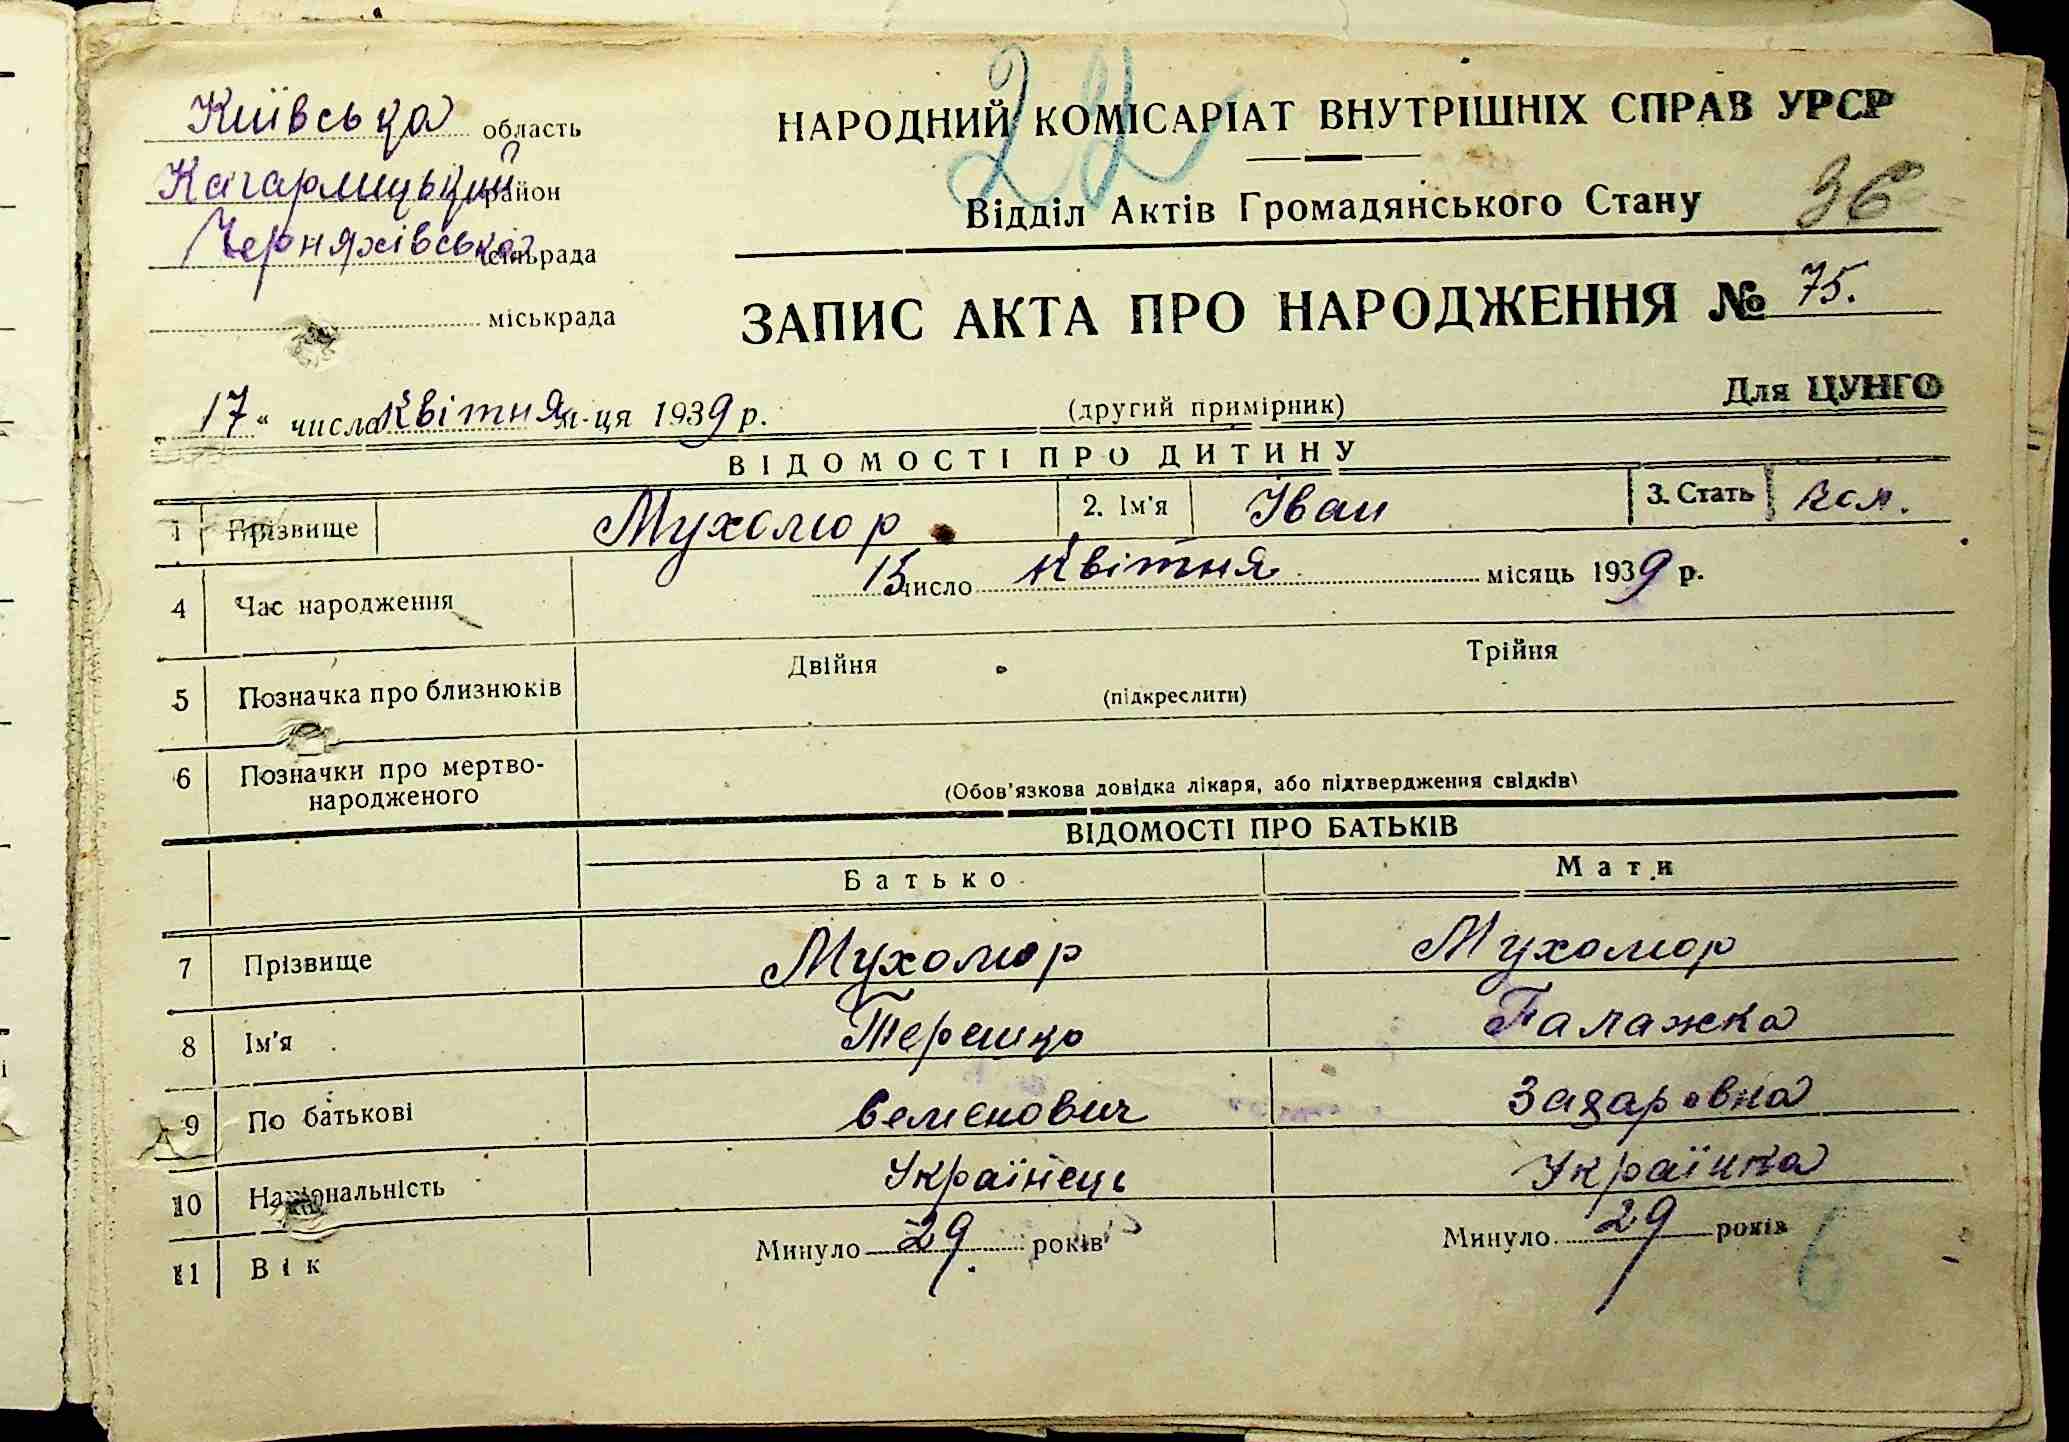 22
Київська область
Кагарлицький район
Черняхівська сільрада
міськрада
НАРОДНИЙ КОМІСАРІАТ ВНУТРІШНІХ СПРАВ УРСР
Відділ Актів Громадянського Стану
36
ЗАПИС АКТА ПРО НАРОДЖЕННЯ № 75.
17 " числа Квітня м-ця 1939 р.
(другий примірник)
Для ЦУНГО
ВІДОМОСТІ ПРО ДИТИНУ
1 Прізвище Мухомор 2. Ім'я Іван 3. Стать чол.
4 Час народження 15 число Квітня місяць 1939 р.
5 Позначка про близнюків Двійня Трійня
(підкреслити)
6 Позначки про мертво-
народженого (Обов'язкова довідка лікаря, або підтвердження свідків)
ВІДОМОСТІ ПРО БАТЬКІВ
Батько Мати
7 Прізвище Мухомор Мухомор
8 Ім'я Терешко Галажка
9 По батькові Семенович Захаровна
10 Національність Українець Українка
11 Вік Минуло 29 років Минуло 29 років
6